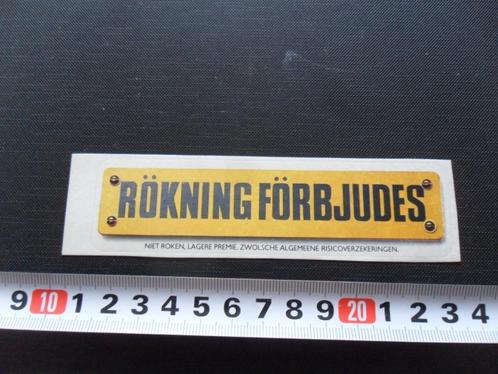 RÖKNING FÖRBJUDES
NIET ROKEN, LAGERE PREMIE. ZWOLSCHE ALGEMEENE RISICOVERZEKERINGEN.
9 10 1 2 3 4 5 6 7 8 9 20 1 2 3 4